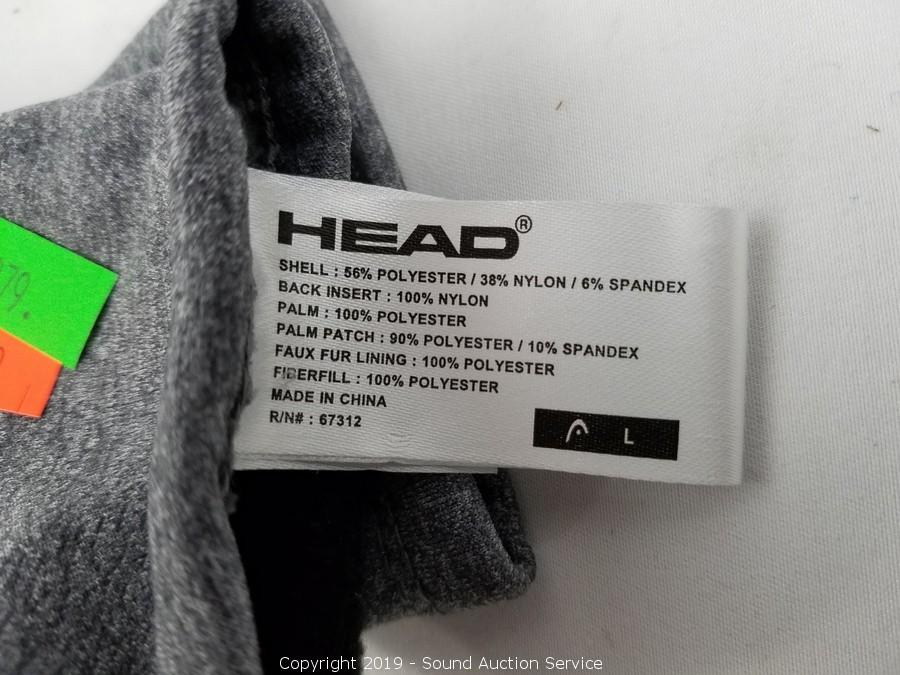 HEAD®
SHELL : 56% POLYESTER / 38% NYLON / 6% SPANDEX
BACK INSERT : 100% NYLON
PALM : 100% POLYESTER
PALM PATCH : 90% POLYESTER / 10% SPANDEX
FAUX FUR LINING : 100% POLYESTER
FIBERFILL : 100% POLYESTER
MADE IN CHINA
R/N# : 67312
L
79.
Copyright 2019 - Sound Auction Service